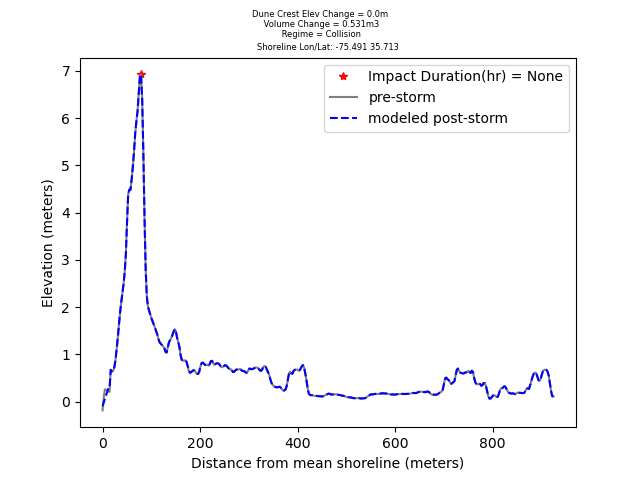 Dune Crest Elev Change = 0.0m
Volume Change = 0.531m3
Regime = Collision
Shoreline Lon/Lat: -75.491 35.713
Impact Duration(hr) = None
pre-storm
modeled post-storm
Elevation (meters)
7
6
5
4
3
2
1
0
0 200 400 600 800
Distance from mean shoreline (meters)